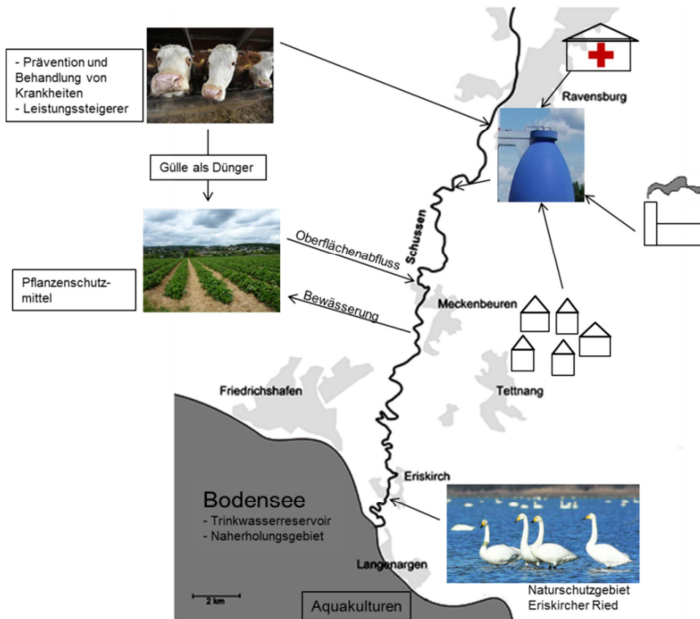 - Prävention und
Behandlung von
Krankheiten
- Leistungssteigerer
Ravensburg
Gülle als Dünger
Schussen
Oberflächenabfluss
Pflanzenschutz-
mittel
Bewässerung
Meckenbeuren
Friedrichshafen
Tettnang
Eriskirch
Bodensee
- Trinkwasserreservoir
- Naherholungsgebiet
Langenargen
Naturschutzgebiet
Eriskircher Ried
2 km
Aquakulturen